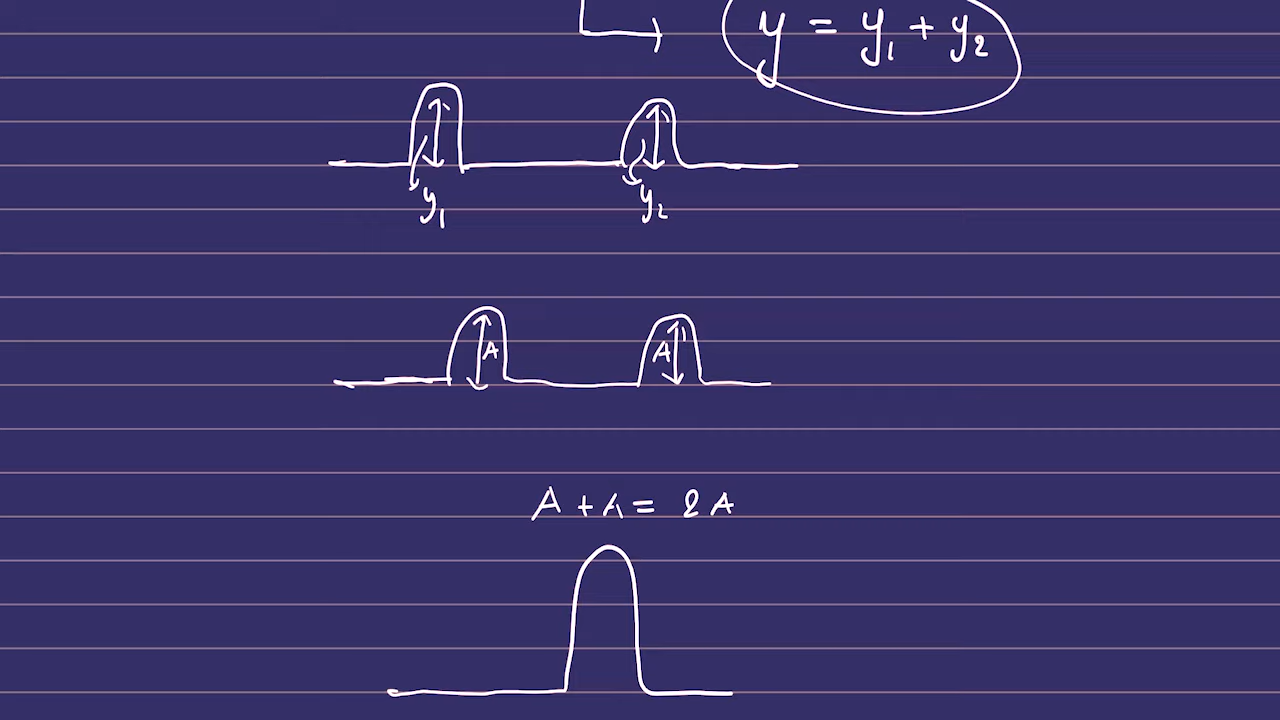 y = y₁ + y₂
y₁ y₂
A A
A + A = 2A